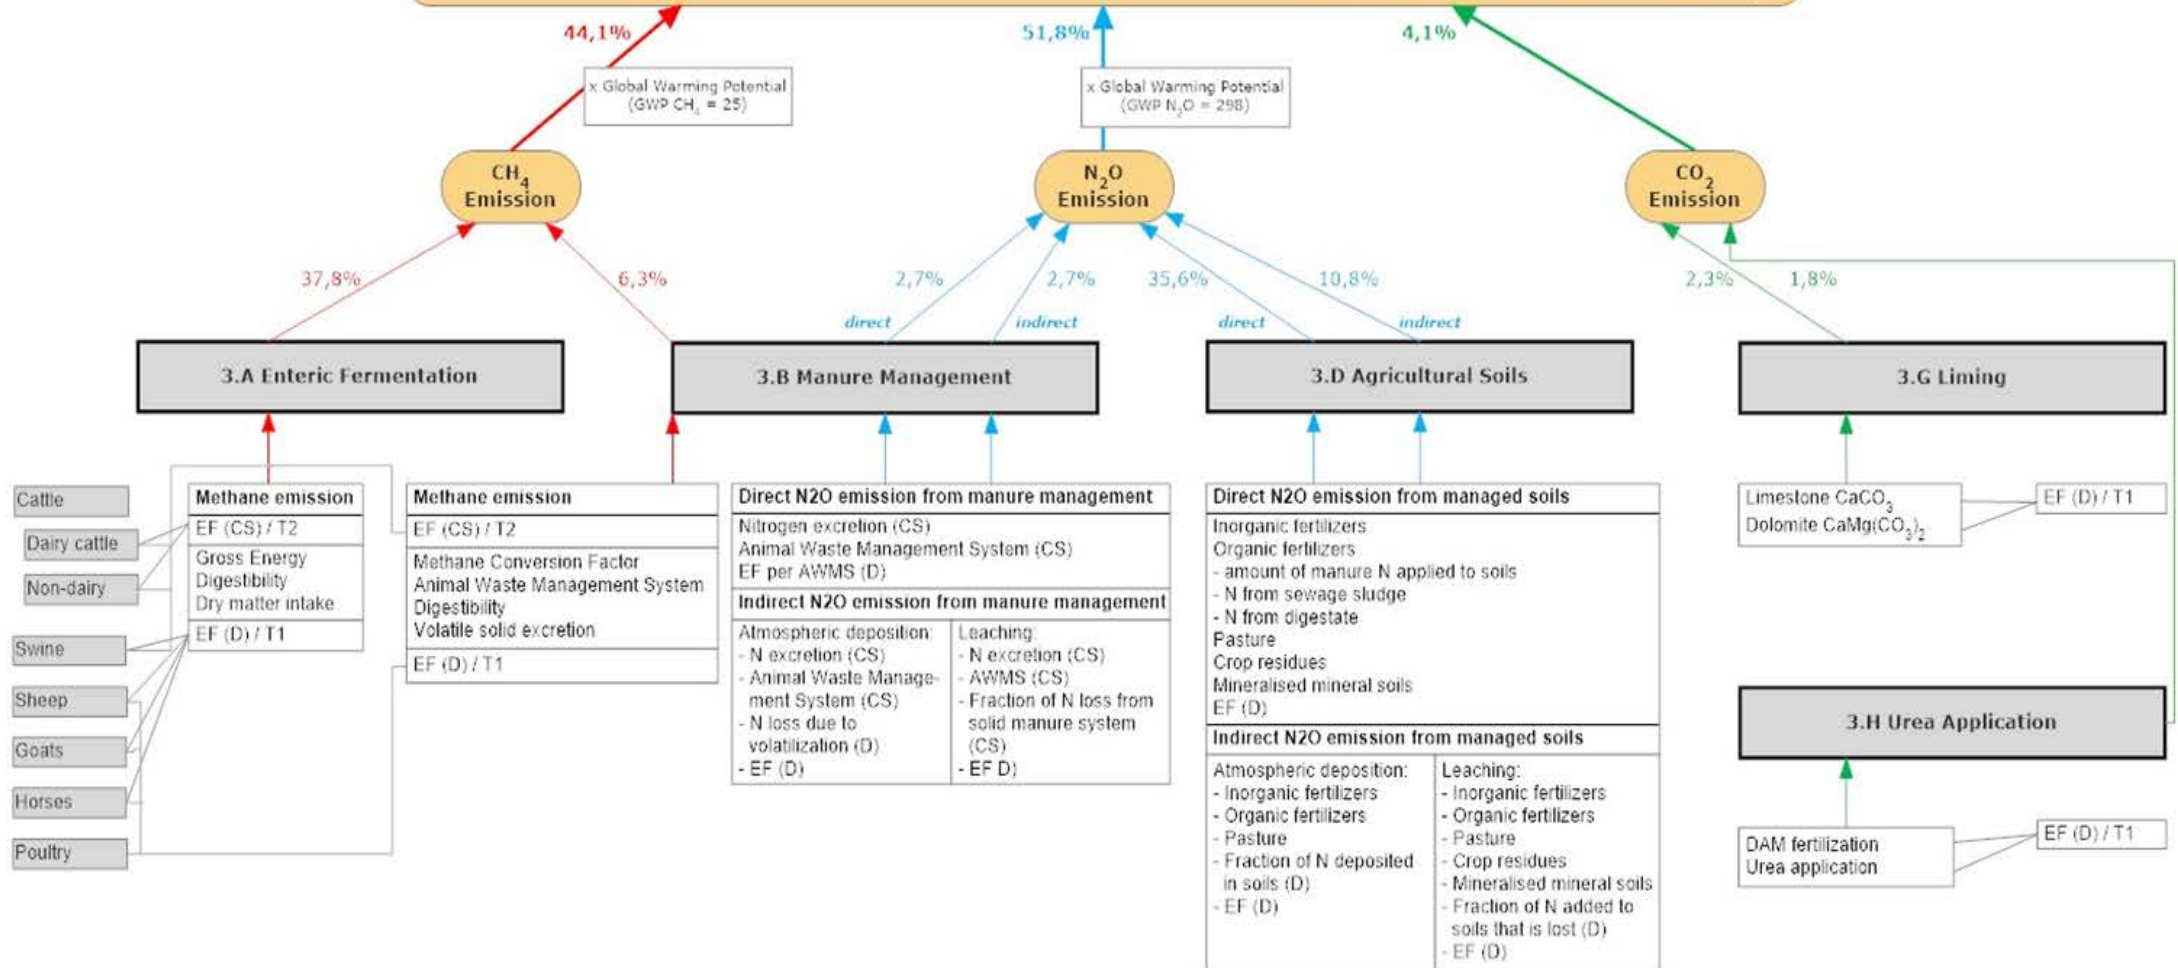 44,1%
51,8%
4,1%
x Global Warming Potential
(GWP CH4 = 25)
x Global Warming Potential
(GWP N2O = 298)
CH4
Emission
N2O
Emission
CO2
Emission
37,8%
6,3%
2,7%
2,7%
35,6%
10,8%
2,3%
1,8%
direct
indirect
direct
indirect
3.A Enteric Fermentation
3.B Manure Management
3.D Agricultural Soils
3.G Liming
Cattle
Dairy cattle
Non-dairy
Swine
Sheep
Goats
Horses
Poultry
Methane emission
EF (CS) / T2
Gross Energy
Digestibility
Dry matter intake
EF (D) / T1
Methane emission
EF (CS) / T2
Methane Conversion Factor
Animal Waste Management System
Digestibility
Volatile solid excretion
EF (D) / T1
Direct N2O emission from manure management
Nitrogen excretion (CS)
Animal Waste Management System (CS)
EF per AWMS (D)
Indirect N2O emission from manure management
Atmospheric deposition:
- N excretion (CS)
- Animal Waste Manage-
ment System (CS)
- N loss due to
volatilization (D)
- EF (D)
Leaching:
- N excretion (CS)
- AWMS (CS)
- Fraction of N loss from
solid manure system
(CS)
- EF D)
Direct N2O emission from managed soils
Inorganic fertilizers
Organic fertilizers
- amount of manure N applied to soils
- N from sewage sludge
- N from digestate
Pasture
Crop residues
Mineralised mineral soils
EF (D)
Indirect N2O emission from managed soils
Atmospheric deposition:
- Inorganic fertilizers
- Organic fertilizers
- Pasture
- Fraction of N deposited
in soils (D)
- EF (D)
Leaching:
- Inorganic fertilizers
- Organic fertilizers
- Pasture
- Crop residues
- Mineralised mineral soils
- Fraction of N added to
soils that is lost (D)
- EF (D)
Limestone CaCO3
Dolomite CaMg(CO3)2
EF (D) / T1
3.H Urea Application
DAM fertilization
Urea application
EF (D) / T1